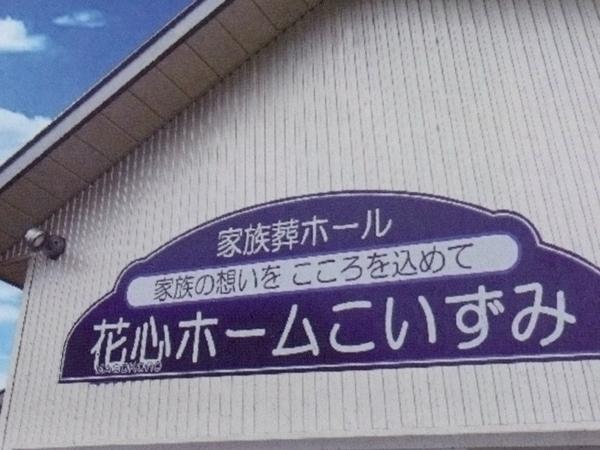 家族葬ホール
家族の想いを こころを込めて
花心ホームこいずみ